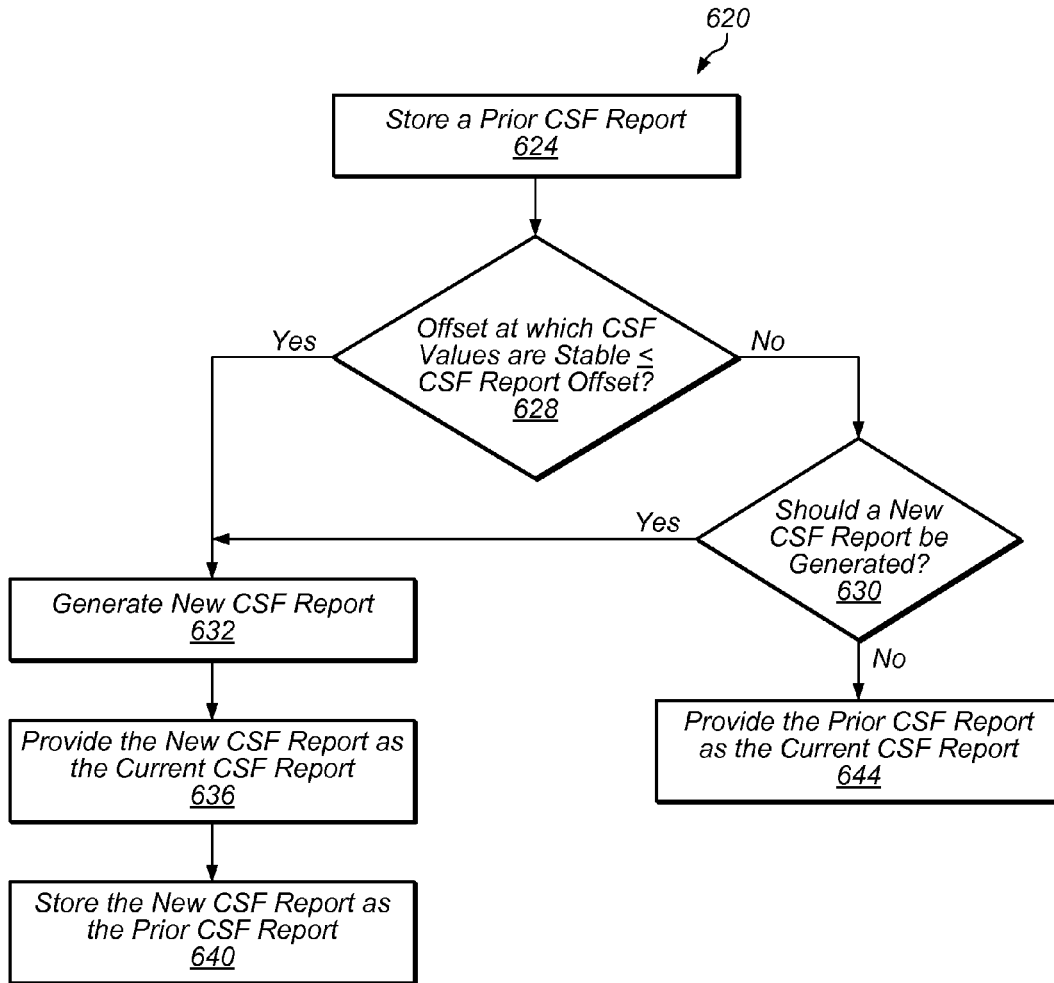 620
Store a Prior CSF Report
624
Offset at which CSF
Values are Stable ≤
CSF Report Offset?
628
Yes
No
Should a New
CSF Report be
Generated?
630
Yes
No
Generate New CSF Report
632
Provide the New CSF Report as
the Current CSF Report
636
Provide the Prior CSF Report
as the Current CSF Report
644
Store the New CSF Report as
the Prior CSF Report
640